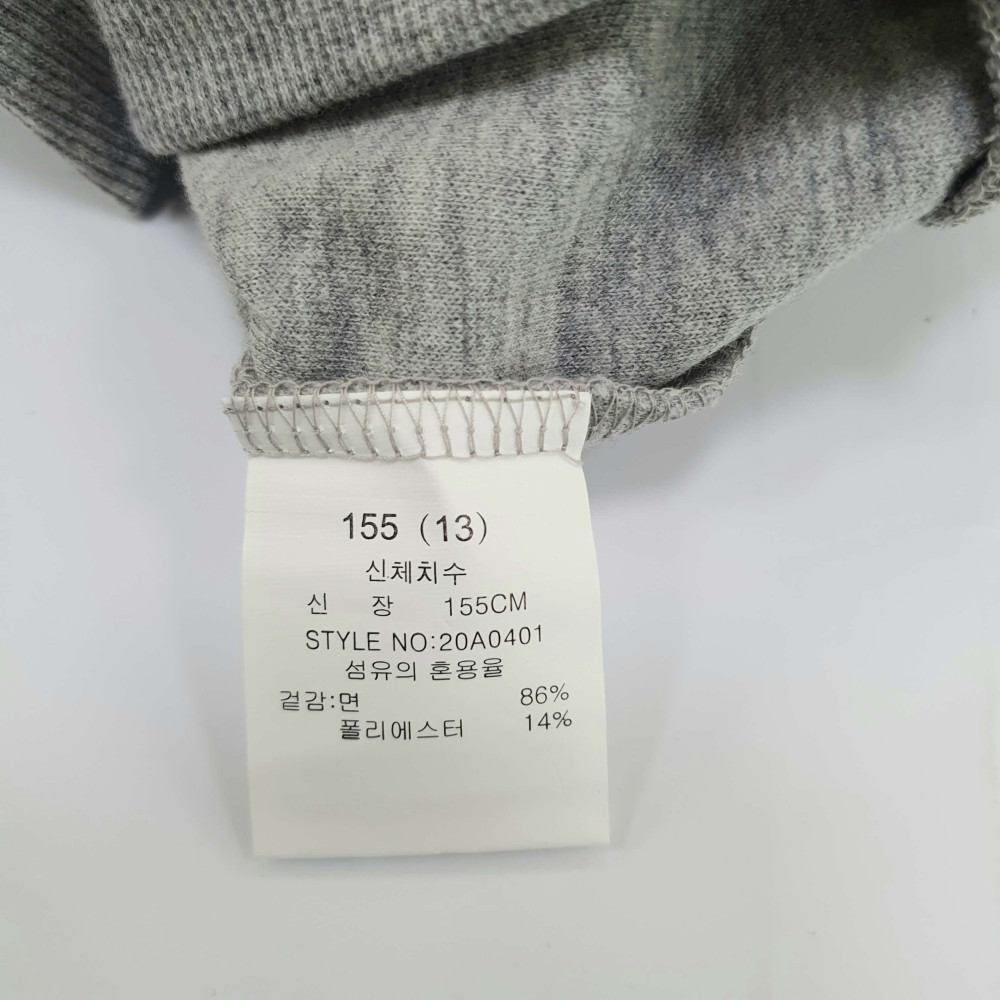 155 (13)
신체치수
신 장 155CM
STYLE NO:20A0401
섬유의 혼용율
겉감:면 86%
폴리에스터 14%